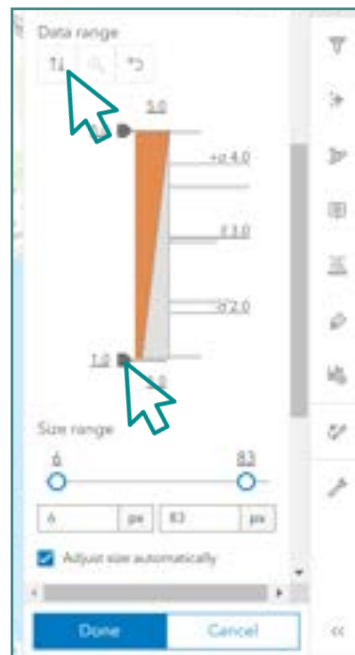 Data range
5.0
+σ 4.0
x̄ 3.0
-σ 2.0
1.0
Size range
6 83
6 px 83 px
Adjust size automatically
Done Cancel